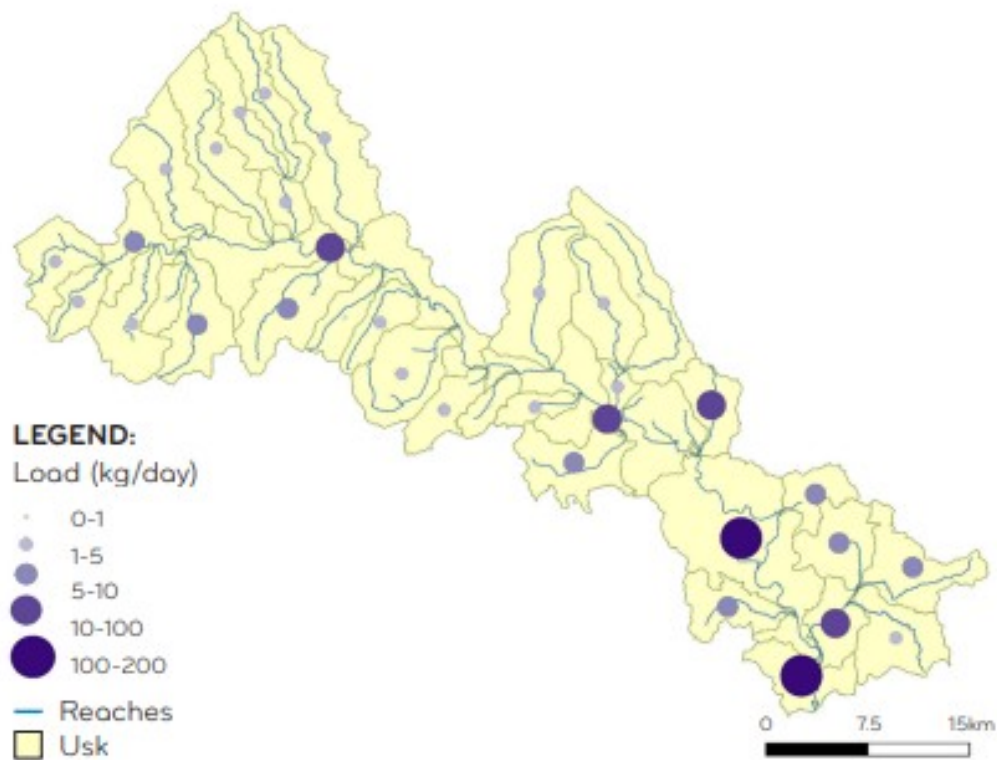 LEGEND:
Load (kg/day)
0-1
1-5
5-10
10-100
100-200
Reaches
Usk
0 7.5 15km